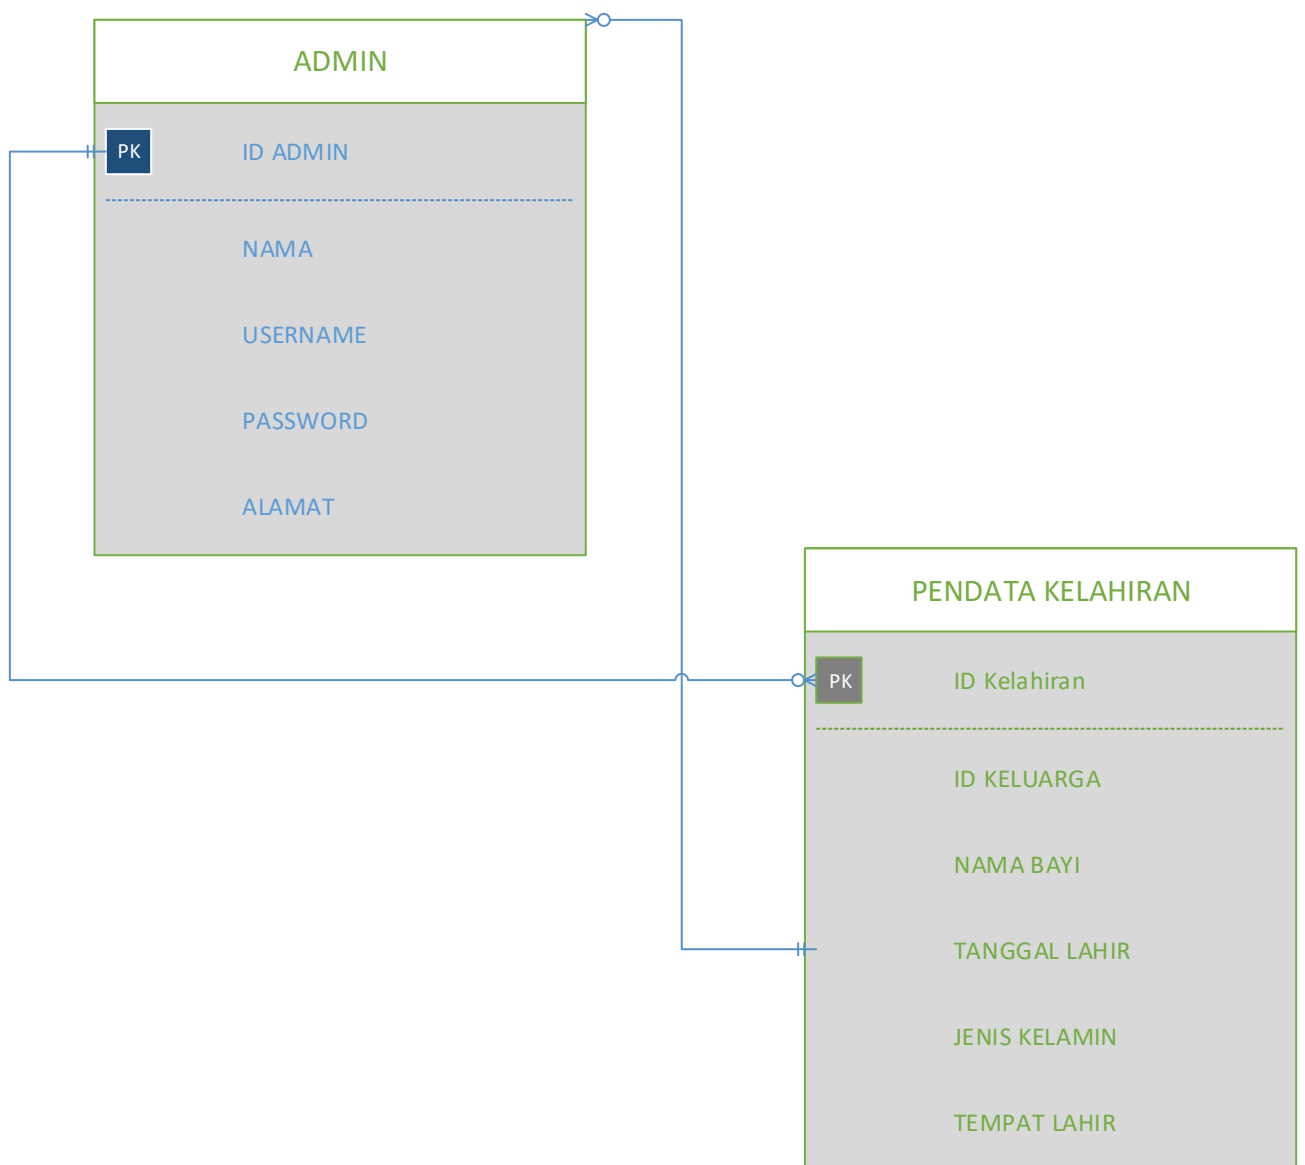 ADMIN
PK ID ADMIN
NAMA
USERNAME
PASSWORD
ALAMAT
PENDATA KELAHIRAN
PK ID Kelahiran
ID KELUARGA
NAMA BAYI
TANGGAL LAHIR
JENIS KELAMIN
TEMPAT LAHIR